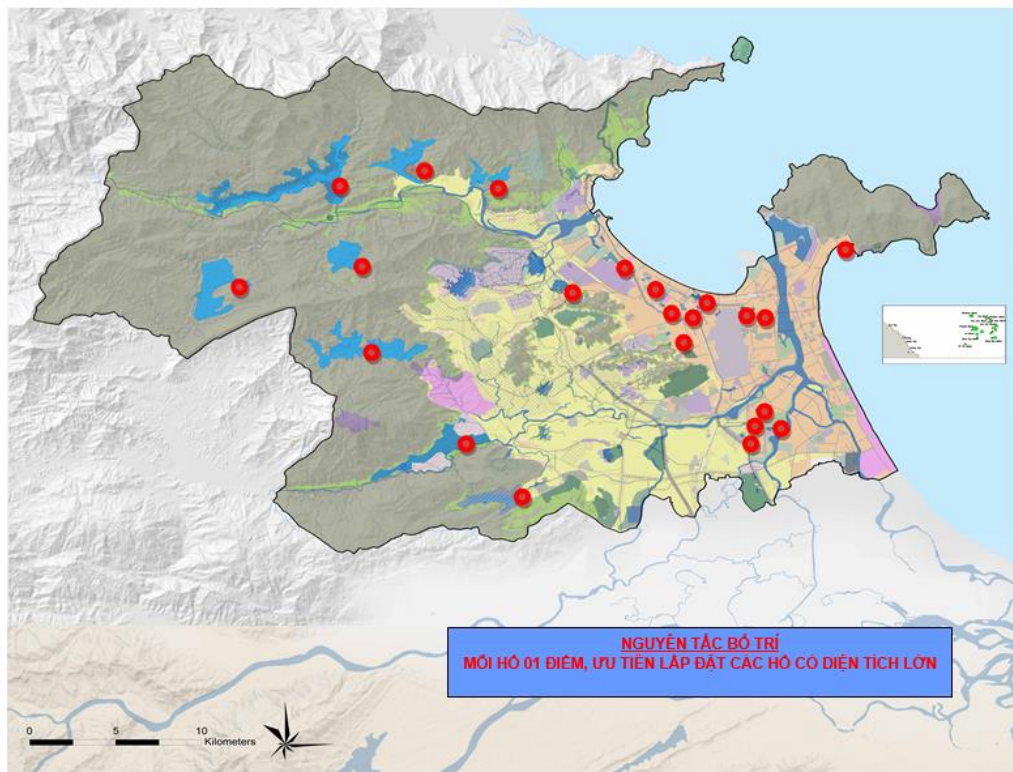 NGUYÊN TẮC BỐ TRÍ
MỖI HỒ 01 ĐIỂM, ƯU TIÊN LẮP ĐẶT CÁC HỒ CÓ DIỆN TÍCH LỚN
0 5 10
Kilometers